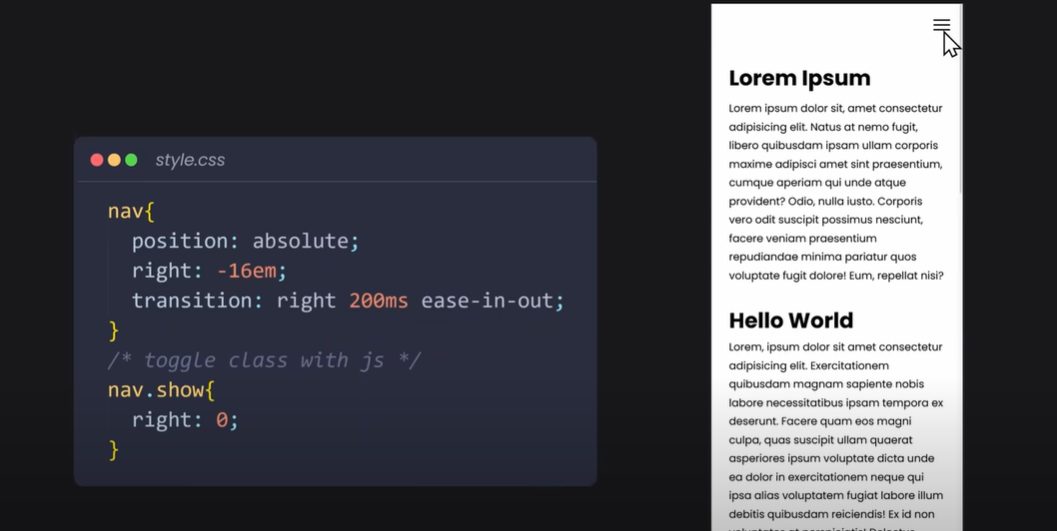 style.css
nav{
position: absolute;
right: -16em;
transition: right 200ms ease-in-out;
}
/* toggle class with js */
nav.show{
right: 0;
}
Lorem Ipsum
Lorem ipsum dolor sit, amet consectetur
adipisicing elit. Natus at nemo fugit,
libero quibusdam ipsam ullam corporis
maxime adipisci amet sint praesentium,
cumque aperiam qui unde atque
provident? Odio, nulla iusto. Corporis
vero odit suscipit possimus nesciunt,
facere veniam praesentium
repudiandae minima pariatur quos
voluptate fugit dolore! Eum, repellat nisi?
Hello World
Lorem, ipsum dolor sit amet consectetur
adipisicing elit. Exercitationem
quibusdam magnam sapiente nobis
labore necessitatibus ipsam tempora ex
deserunt. Facere quam eos magni
culpa, quas suscipit ullam quaerat
asperiores ipsum voluptate dicta unde
ea dolor in exercitationem neque qui
ipsa alias voluptatem fugiat labore illum
debitis quibusdam reiciendis! Ex id non